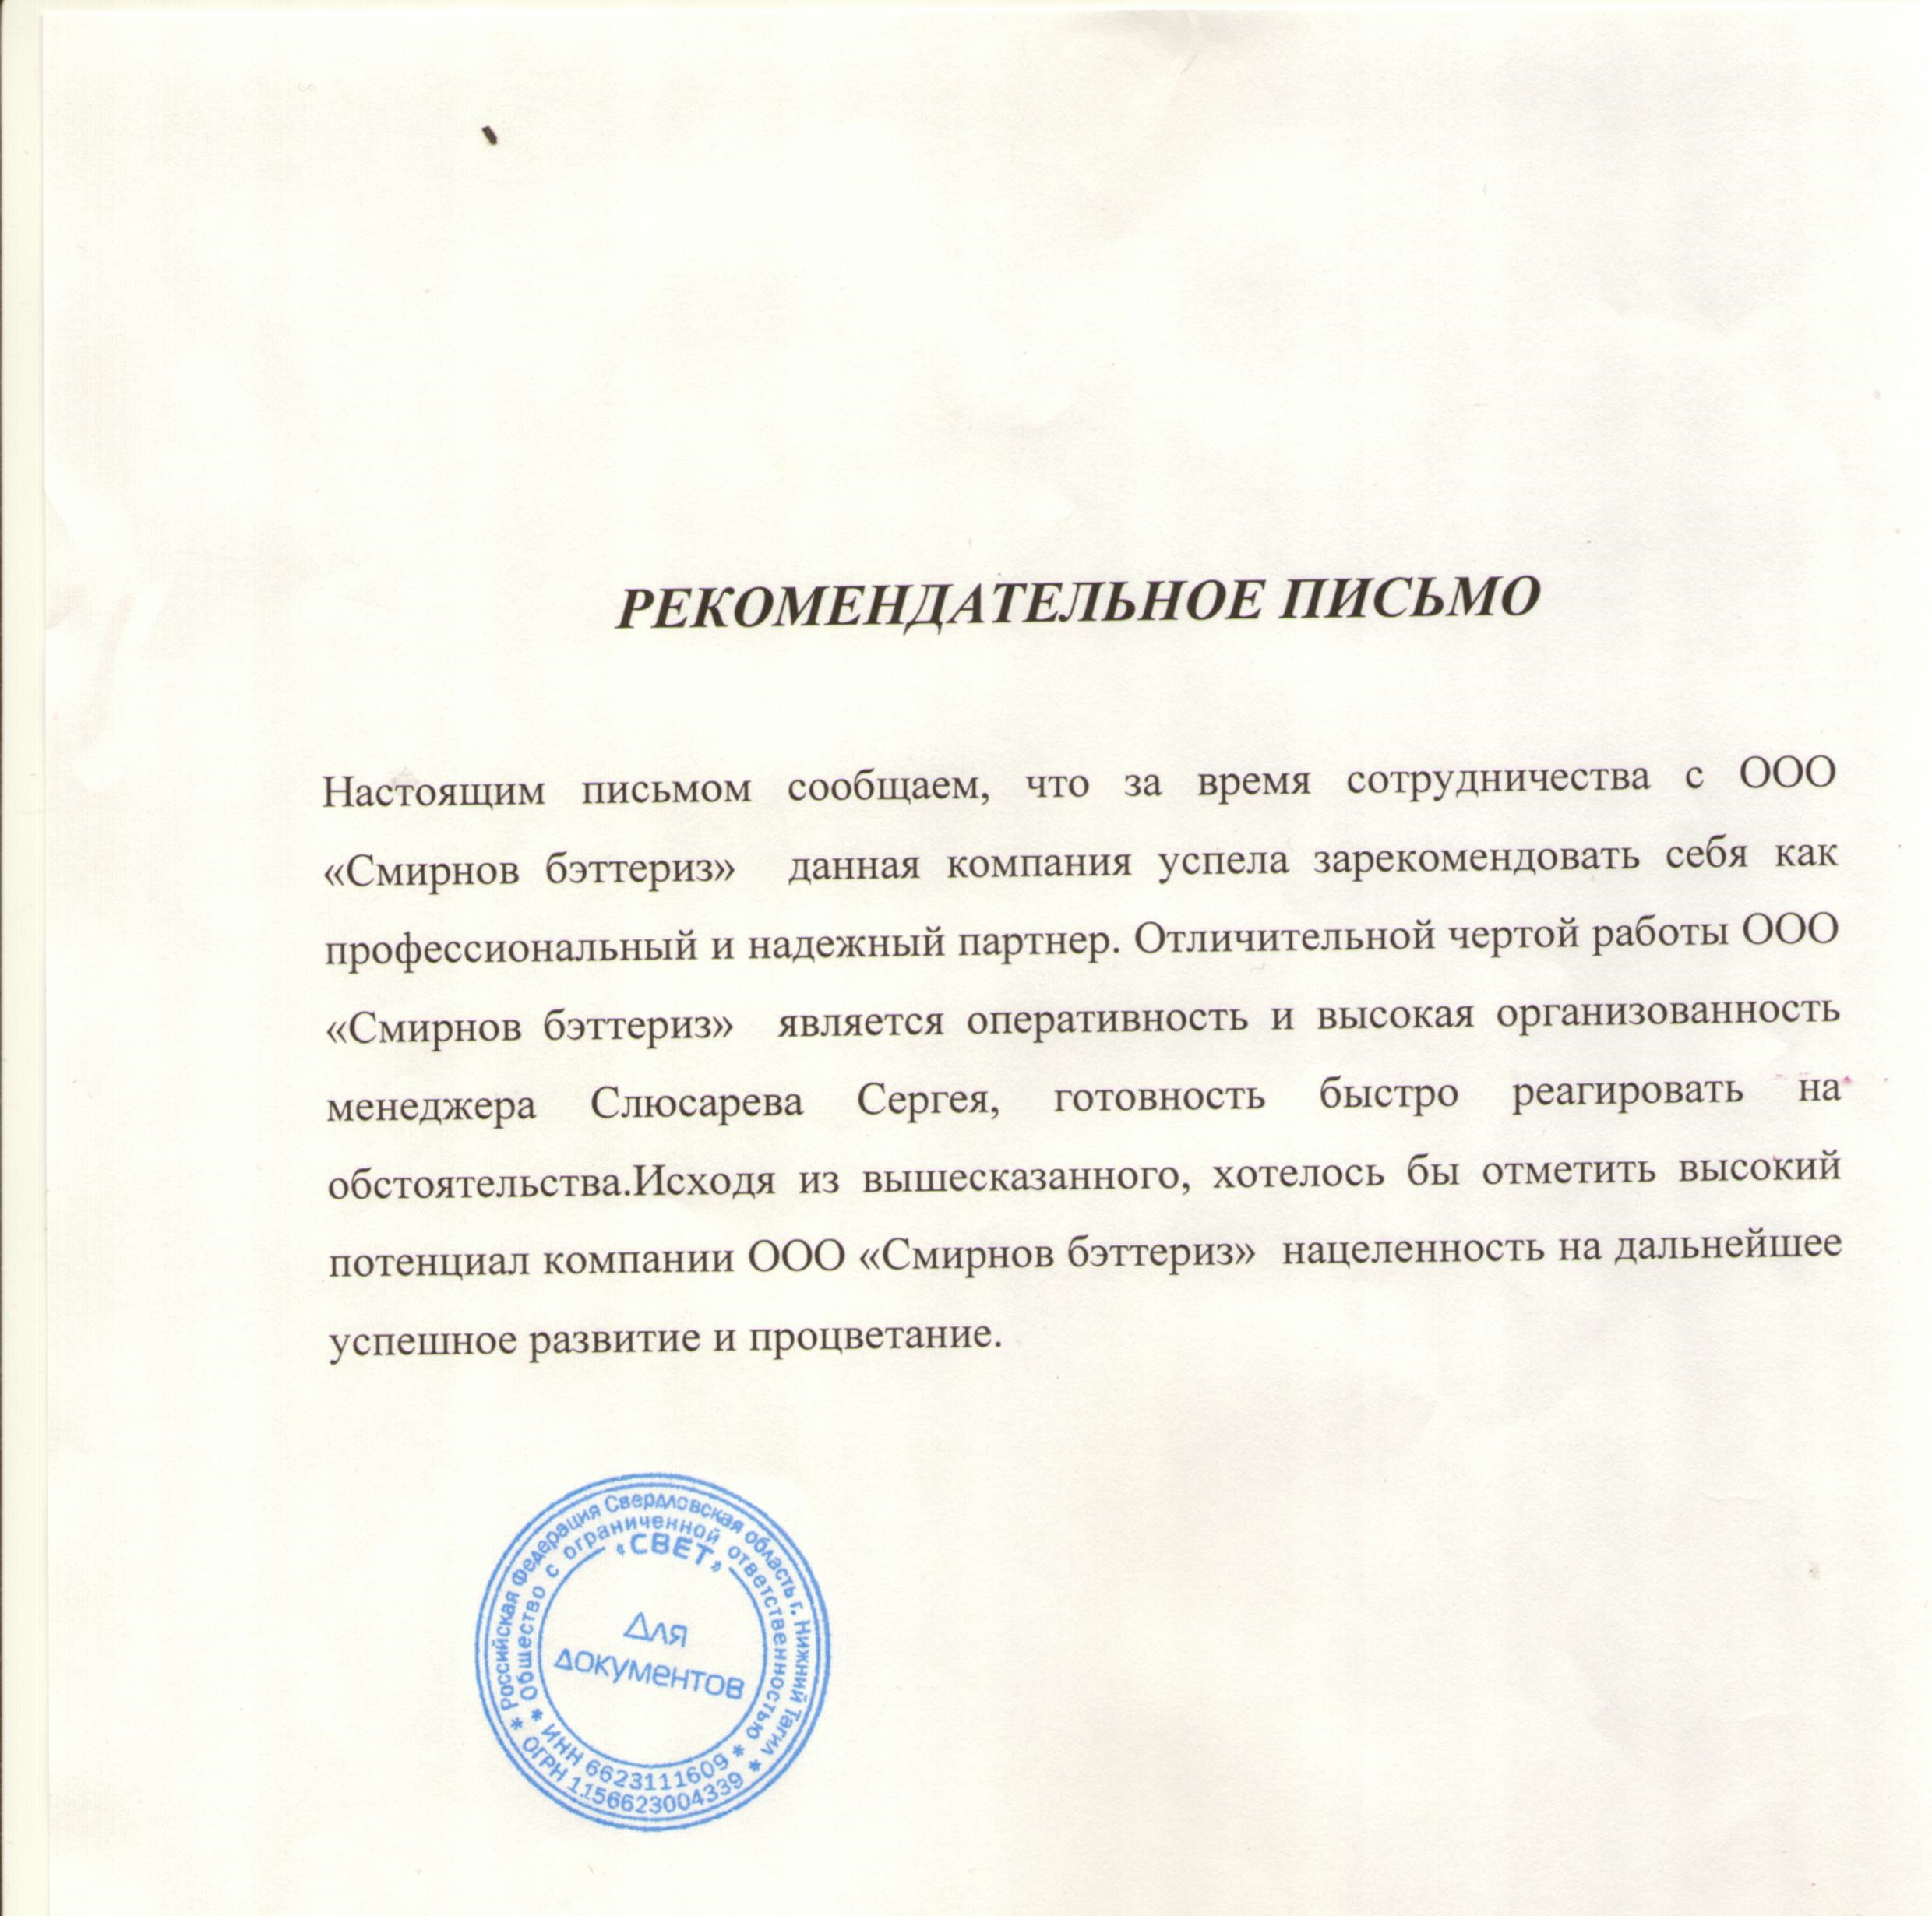 РЕКОМЕНДАТЕЛЬНОЕ ПИСЬМО
Настоящим письмом сообщаем, что за время сотрудничества с ООО
«Смирнов бэттериз» данная компания успела зарекомендовать себя как
профессиональный и надежный партнер. Отличительной чертой работы ООО
«Смирнов бэттериз» является оперативность и высокая организованность
менеджера Слюсарева Сергея, готовность быстро реагировать на
обстоятельства.Исходя из вышесказанного, хотелось бы отметить высокий
потенциал компании ООО «Смирнов бэттериз» нацеленность на дальнейшее
успешное развитие и процветание.
* Российская Федерация Свердловская область г. Нижний Тагил *
* Общество с ограниченной ответственностью *
«СВЕТ»
Для
документов
ИНН 6623111609
ОГРН 1156623004339